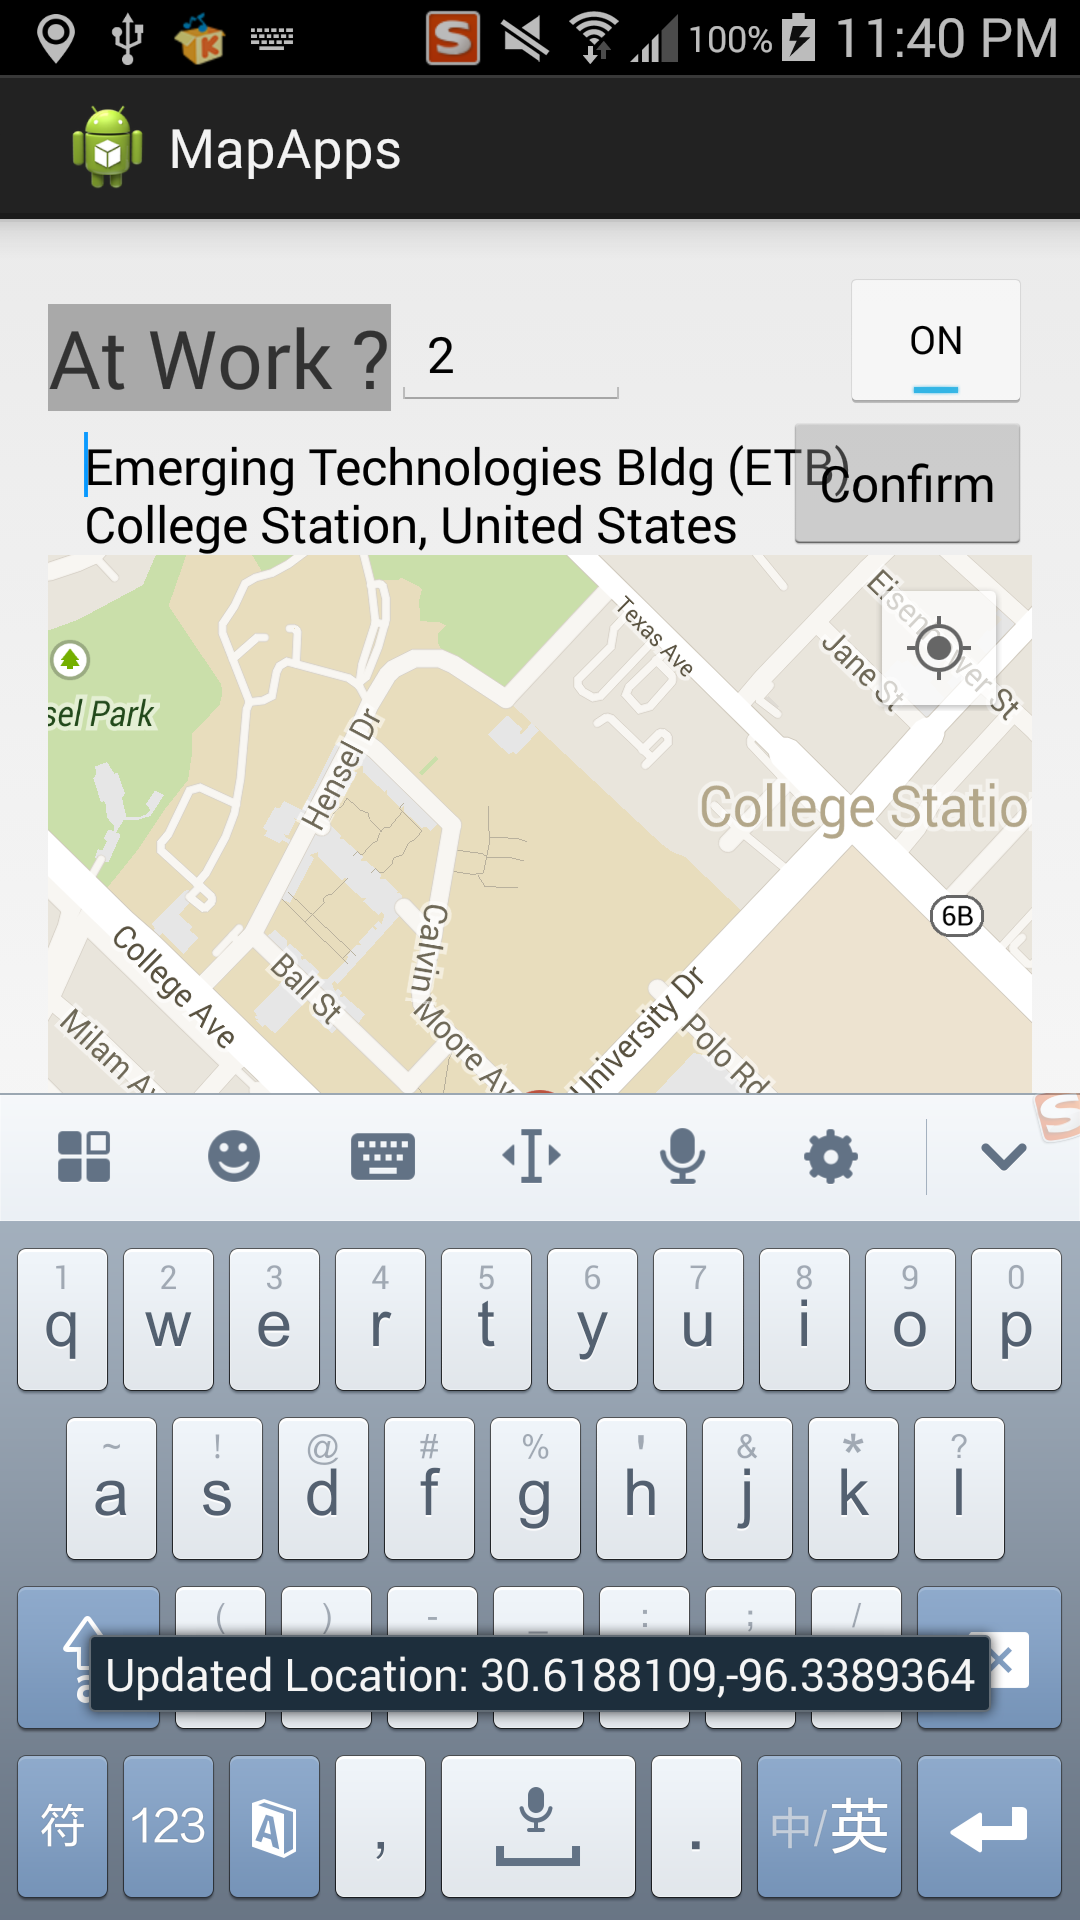 100% 11:40 PM
MapApps
At Work ? 2 ON
Emerging Technologies Bldg (ETB)
College Station, United States
Confirm
Eisenhower St
Texas Ave
Jane St
sel Park
Hensel Dr
College Statio
6B
Calvin Moore Av
College Ave
Ball St
University Dr
Polo Rd
Milam Av
1 2 3 4 5 6 7 8 9 0
q w e r t y u i o p
~ ! @ # % ' & * ?
a s d f g h j k l
( ) - _ : ; /
Updated Location: 30.6188109,-96.3389364
符 123 A , . 中/英